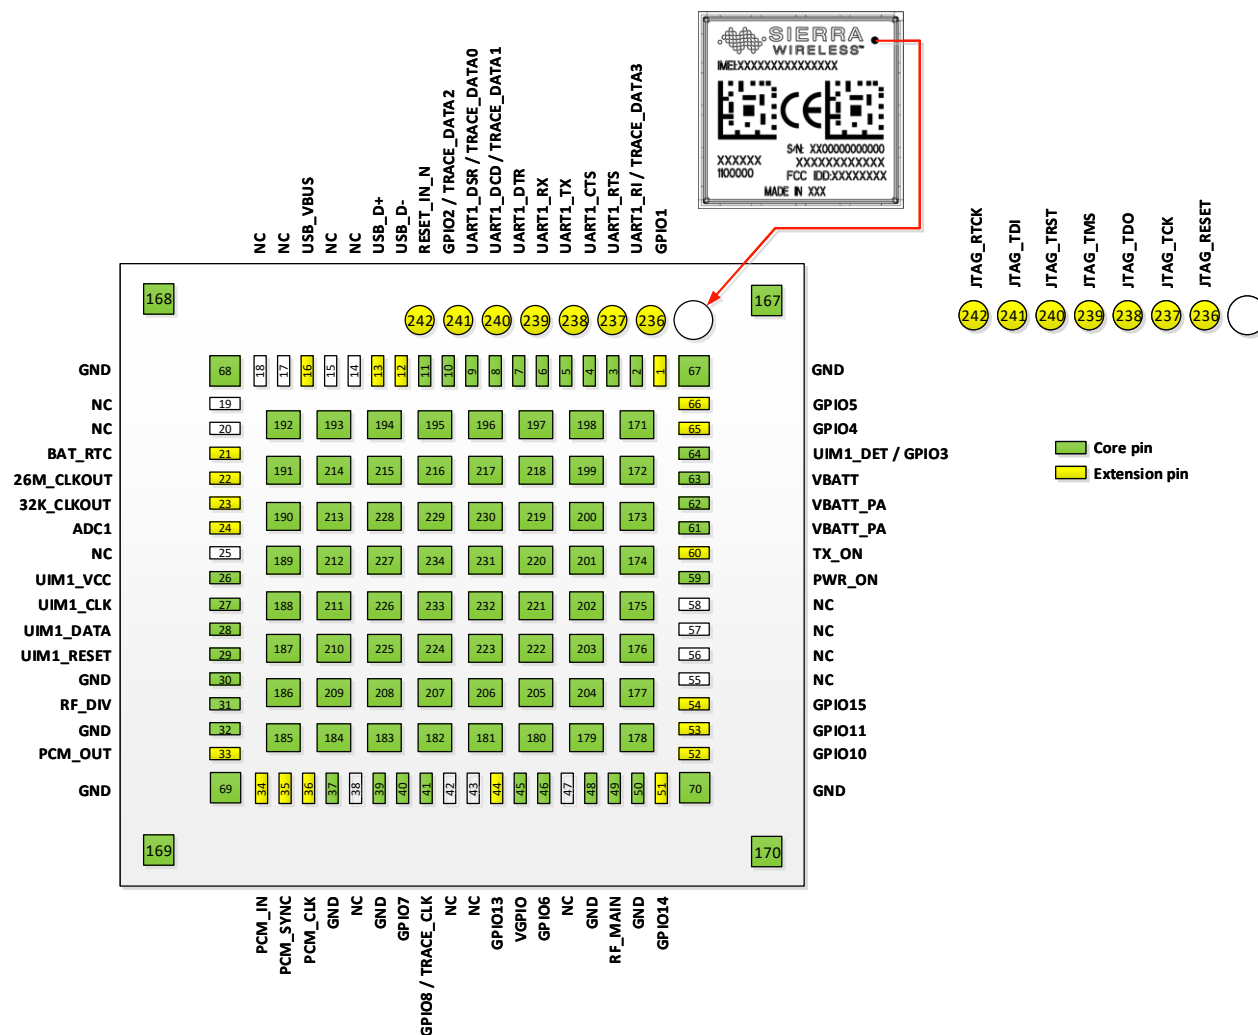 SIERRA
WIRELESS™
IMEI:XXXXXXXXXXXXXXX
CE
S/N: XX00000000000
XXXXXX XXXXXXXXXXXX
1100000 FCC IDD:XXXXXXXX
MADE IN XXX
NC
NC
USB_VBUS
NC
NC
USB_D+
USB_D-
RESET_IN_N
GPIO2 / TRACE_DATA2
UART1_DSR / TRACE_DATA0
UART1_DCD / TRACE_DATA1
UART1_DTR
UART1_RX
UART1_TX
UART1_CTS
UART1_RTS
UART1_RI / TRACE_DATA3
GPIO1
JTAG_RTCK
JTAG_TDI
JTAG_TRST
JTAG_TMS
JTAG_TDO
JTAG_TCK
JTAG_RESET
242 241 240 239 238 237 236
168 167
242 241 240 239 238 237 236
GND 68 18 17 16 15 14 13 12 11 10 9 8 7 6 5 4 3 2 1 67 GND
NC 19 66 GPIO5
192 193 194 195 196 197 198 171
NC 20 65 GPIO4
BAT_RTC 21 64 UIM1_DET / GPIO3
Core pin
191 214 215 216 217 218 199 172
26M_CLKOUT 22 63 VBATT
Extension pin
32K_CLKOUT 23 62 VBATT_PA
190 213 228 229 230 219 200 173
ADC1 24 61 VBATT_PA
NC 25 60 TX_ON
189 212 227 234 231 220 201 174
UIM1_VCC 26 59 PWR_ON
UIM1_CLK 27 58 NC
188 211 226 233 232 221 202 175
UIM1_DATA 28 57 NC
187 210 225 224 223 222 203 176
UIM1_RESET 29 56 NC
GND 30 55 NC
186 209 208 207 206 205 204 177
RF_DIV 31 54 GPIO15
GND 32 53 GPIO11
185 184 183 182 181 180 179 178
PCM_OUT 33 52 GPIO10
GND 69 34 35 36 37 38 39 40 41 42 43 44 45 46 47 48 49 50 51 70 GND
169 170
PCM_IN
PCM_SYNC
PCM_CLK
GND
NC
GND
GPIO7
GPIO8 / TRACE_CLK
NC
NC
GPIO13
VGPIO
GPIO6
NC
GND
RF_MAIN
GND
GPIO14